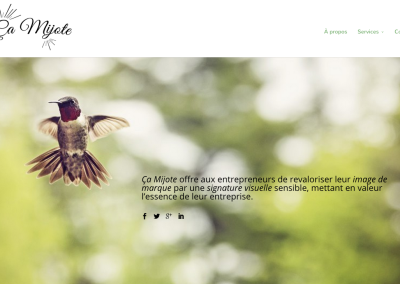 Ça Mijote
À propos
Services
Ça Mijote offre aux entrepreneurs de revaloriser leur image de
marque par une signature visuelle sensible, mettant en valeur
l'essence de leur entreprise.